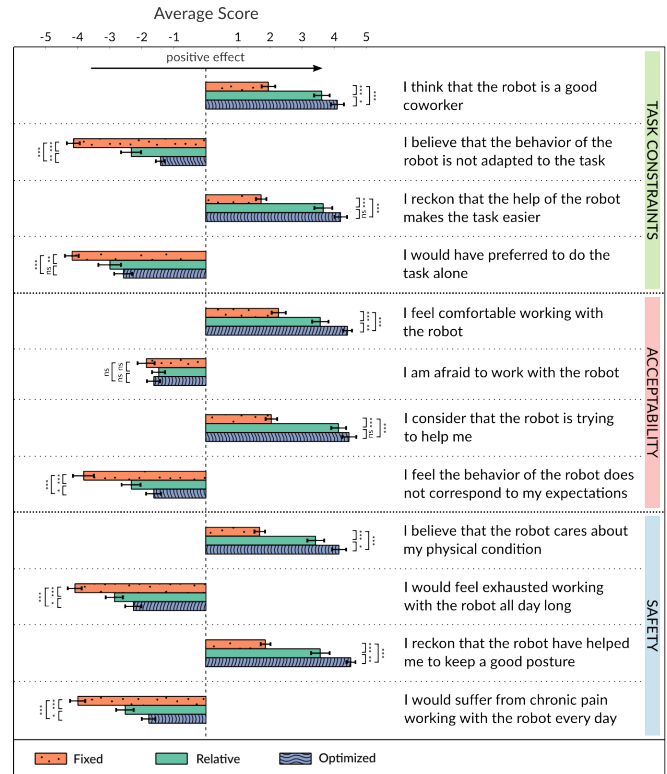 Average Score
-5 -4 -3 -2 -1 1 2 3 4 5
positive effect
I think that the robot is a good
coworker
I believe that the behavior of the
robot is not adapted to the task
I reckon that the help of the robot
makes the task easier
ns
I would have preferred to do the
task alone
ns
TASK CONSTRAINTS
I feel comfortable working with
the robot
I am afraid to work with the robot
ns ns ns
I consider that the robot is trying
to help me
ns
I feel the behavior of the robot does
not correspond to my expectations
ACCEPTABILITY
I believe that the robot cares about
my physical condition
I would feel exhausted working
with the robot all day long
I reckon that the robot have helped
me to keep a good posture
I would suffer from chronic pain
working with the robot every day
SAFETY
Fixed Relative Optimized